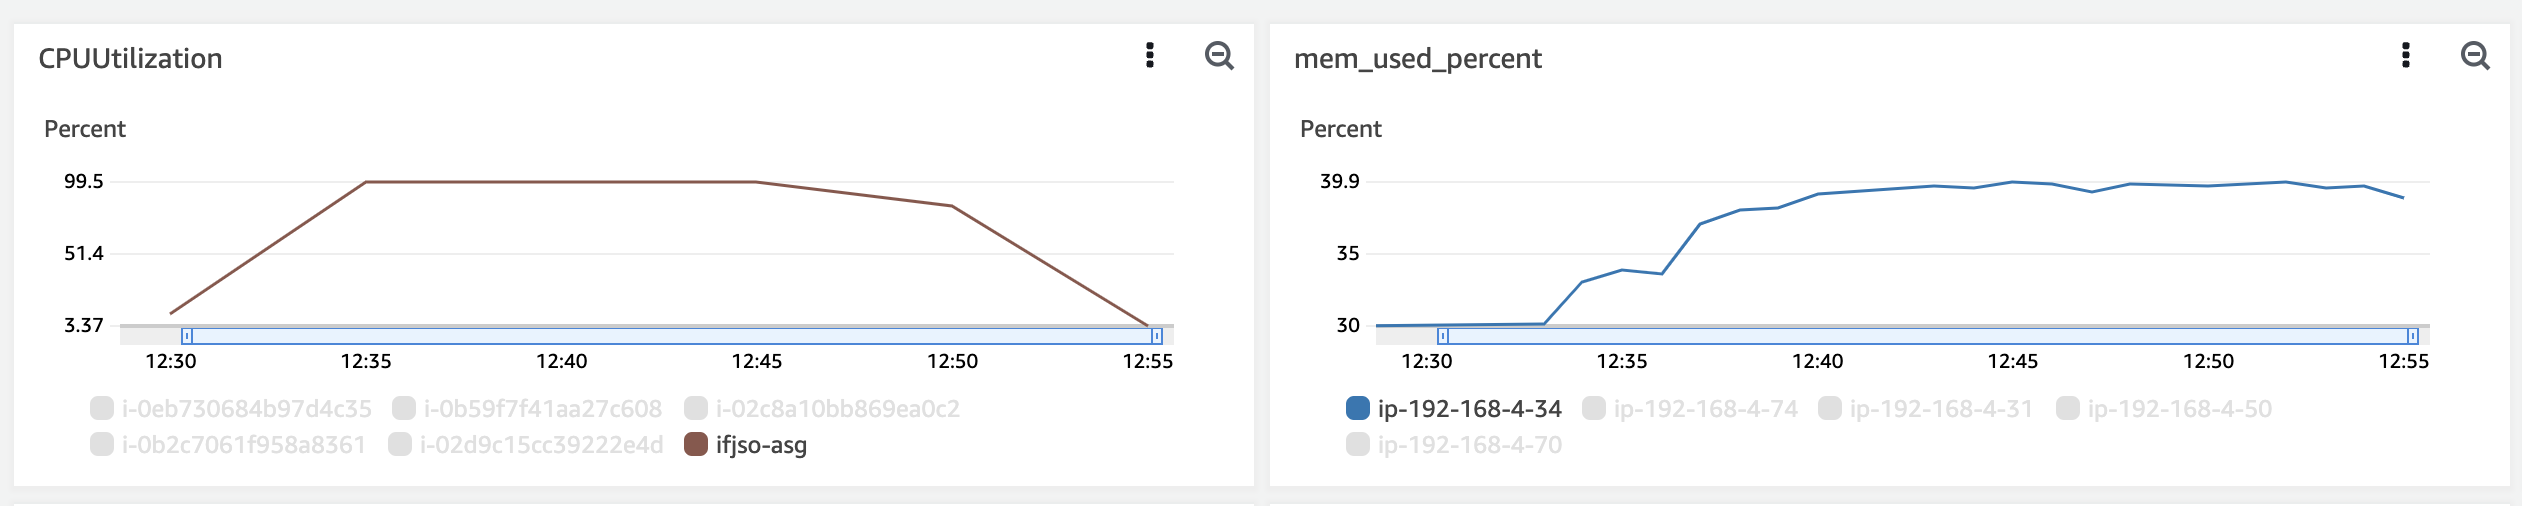 CPUUtilization
Percent
99.5
51.4
3.37
12:30 12:35 12:40 12:45 12:50 12:55
i-0eb730684b97d4c35 i-0b59f7f41aa27c608 i-02c8a10bb869ea0c2
i-0b2c7061f958a8361 i-02d9c15cc39222e4d ifjso-asg
mem_used_percent
Percent
39.9
35
30
12:30 12:35 12:40 12:45 12:50 12:55
ip-192-168-4-34 ip-192-168-4-74 ip-192-168-4-31 ip-192-168-4-50
ip-192-168-4-70